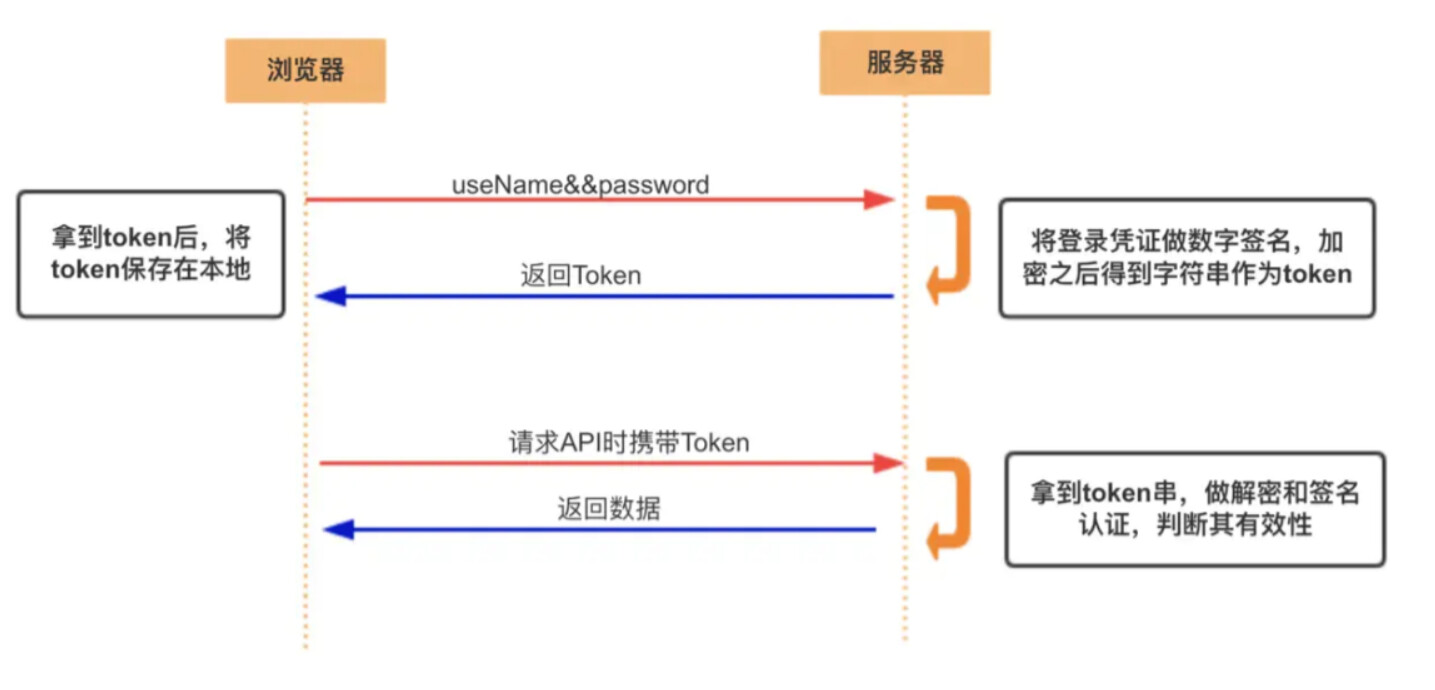 浏览器
服务器
useName&&password
拿到token后，将
token保存在本地
将登录凭证做数字签名，加
密之后得到字符串作为token
返回Token
请求API时携带Token
拿到token串，做解密和签名
认证，判断其有效性
返回数据